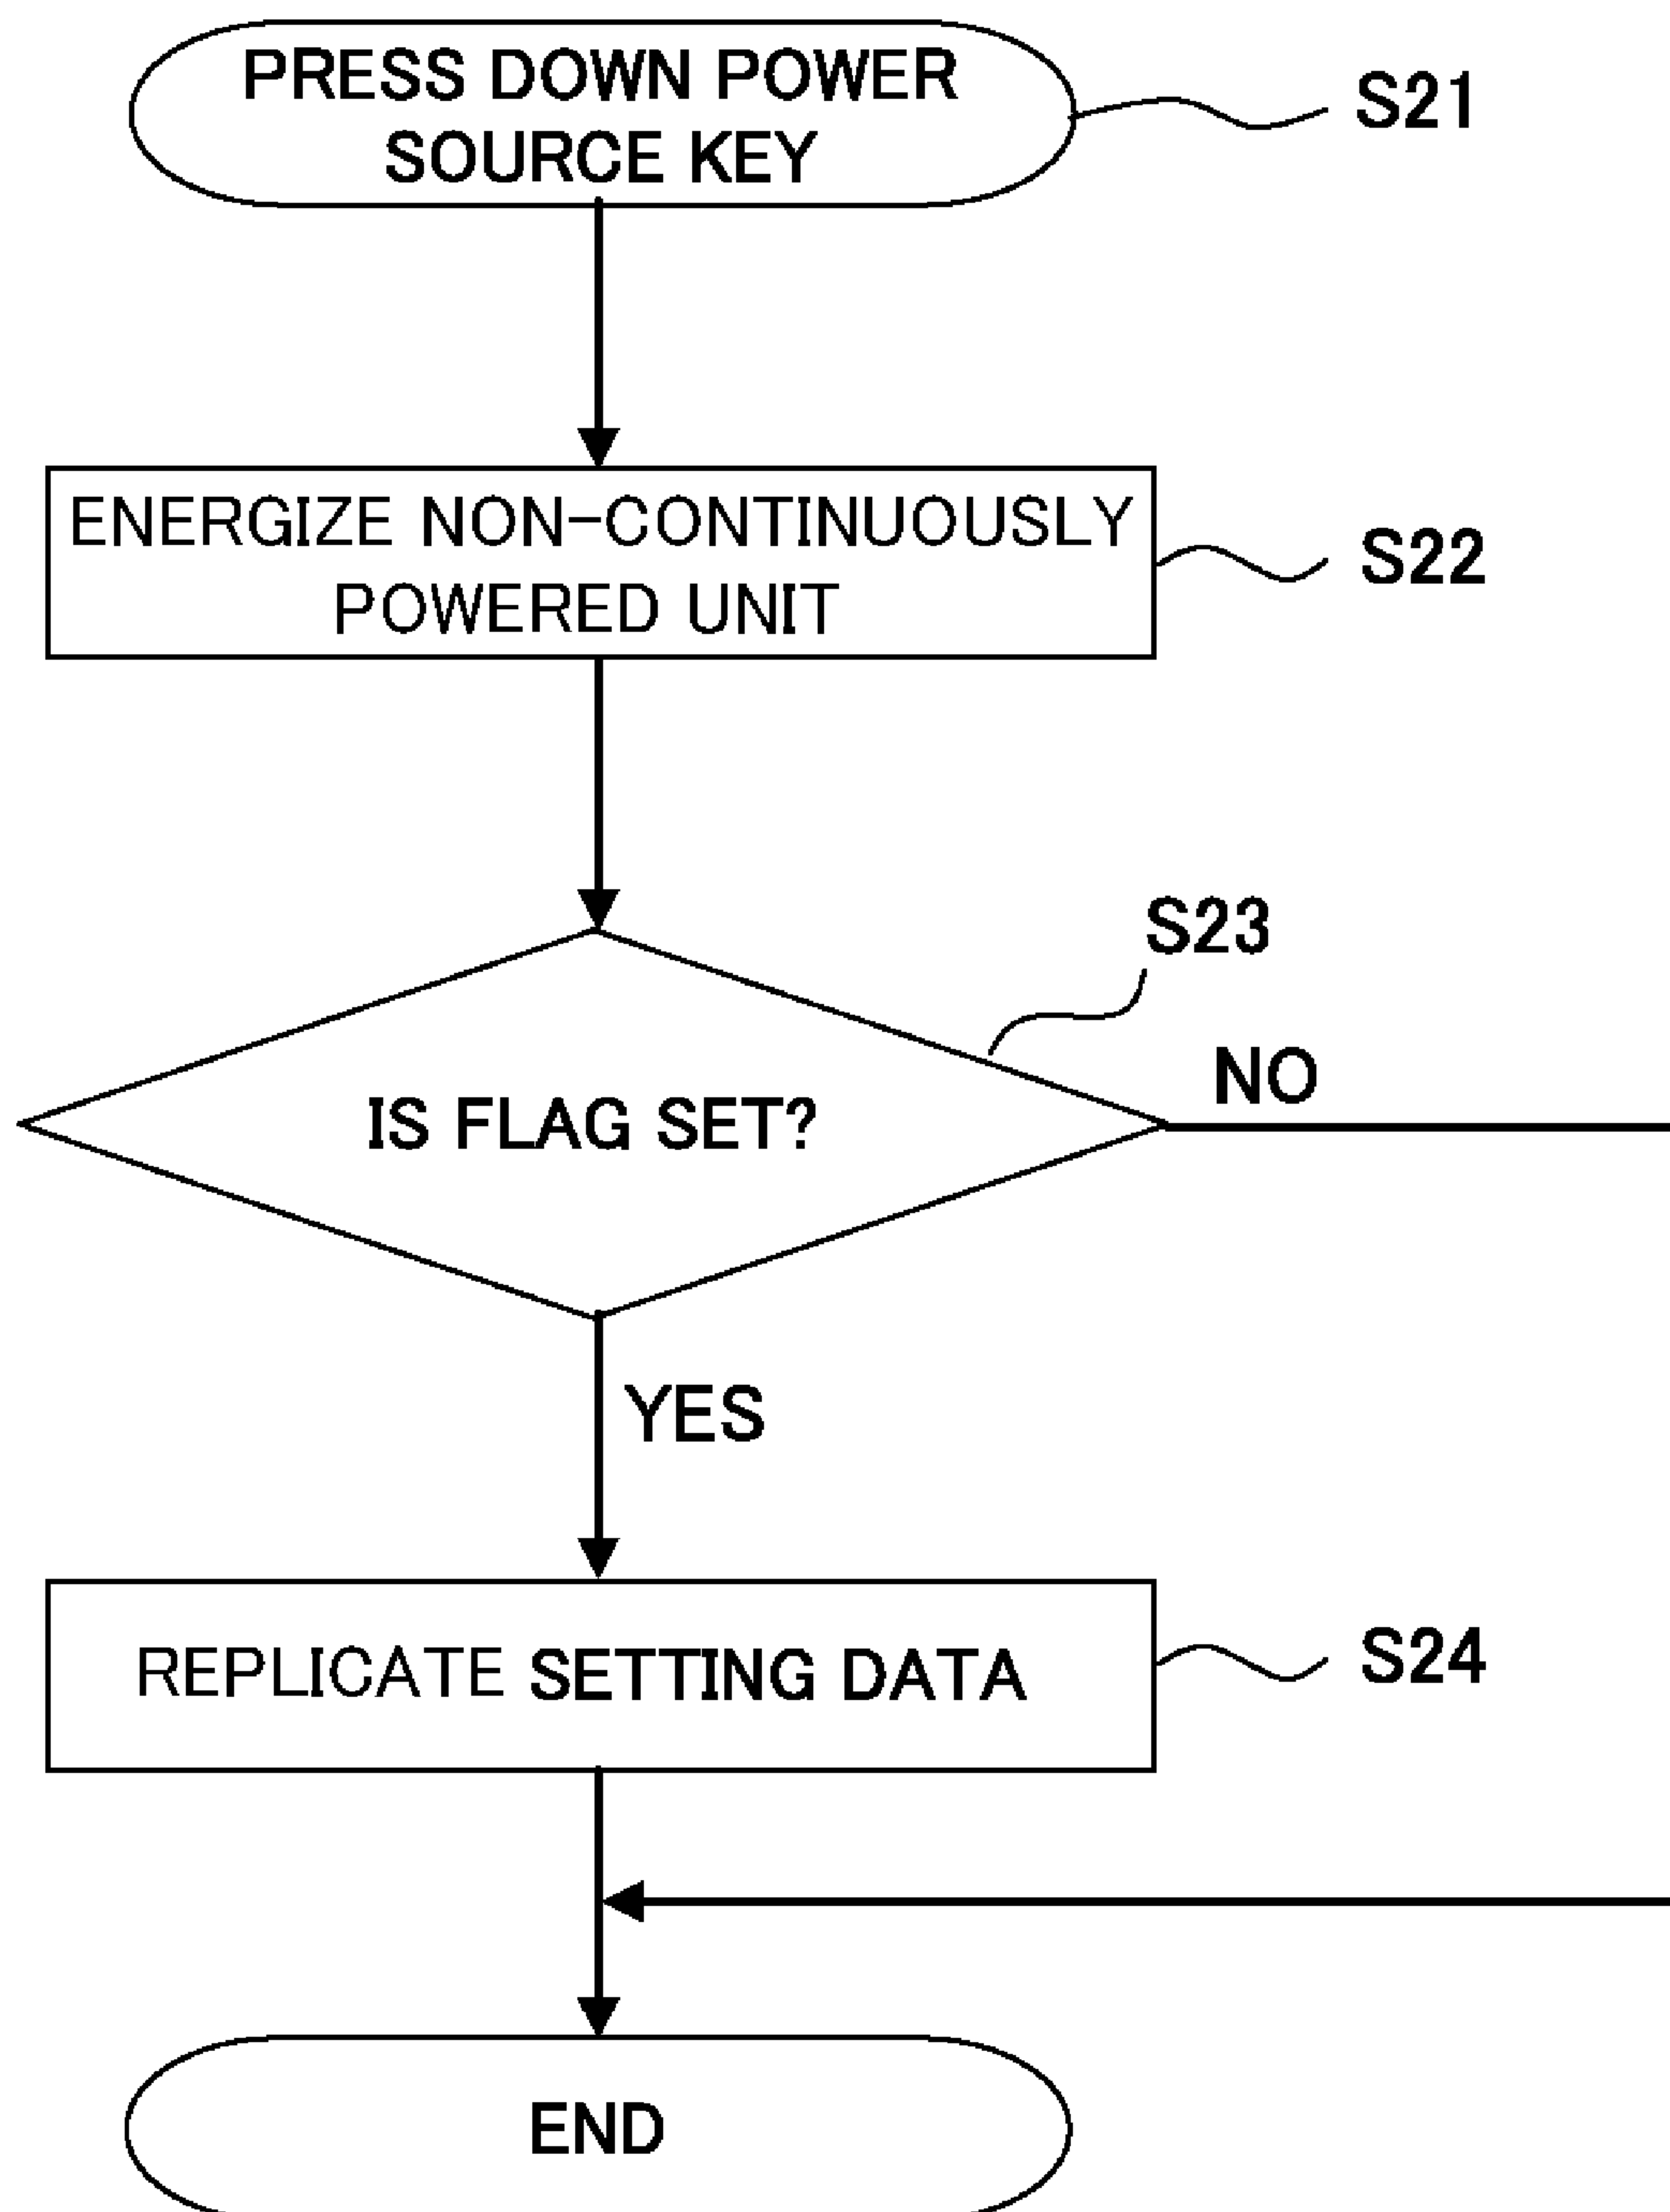 PRESS DOWN POWER
SOURCE KEY
S21
ENERGIZE NON-CONTINUOUSLY
POWERED UNIT
S22
S23
IS FLAG SET?
NO
YES
REPLICATE SETTING DATA
S24
END